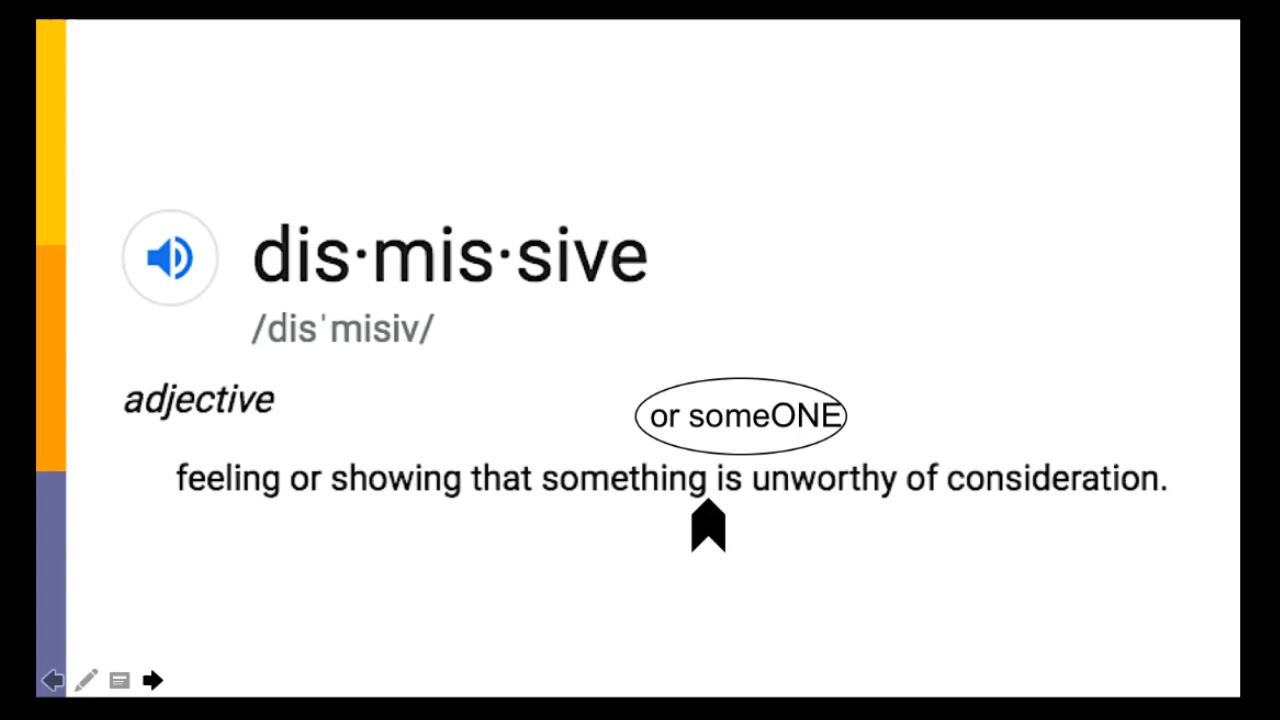 dis·mis·sive
/disˈmisiv/
adjective
or someONE
feeling or showing that something is unworthy of consideration.